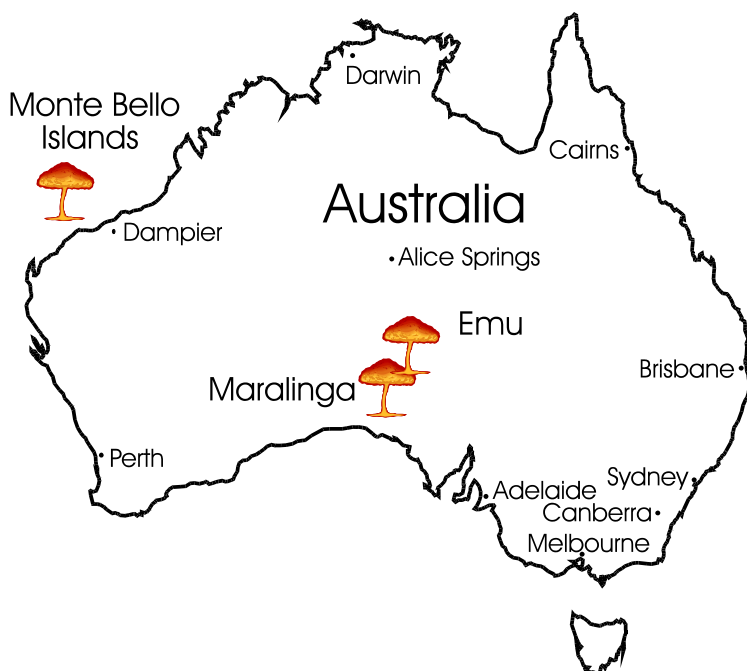 Darwin
Monte Bello
Islands
Cairns
Australia
Dampier
Alice Springs
Emu
Brisbane
Maralinga
Perth
Sydney
Adelaide
Canberra
Melbourne